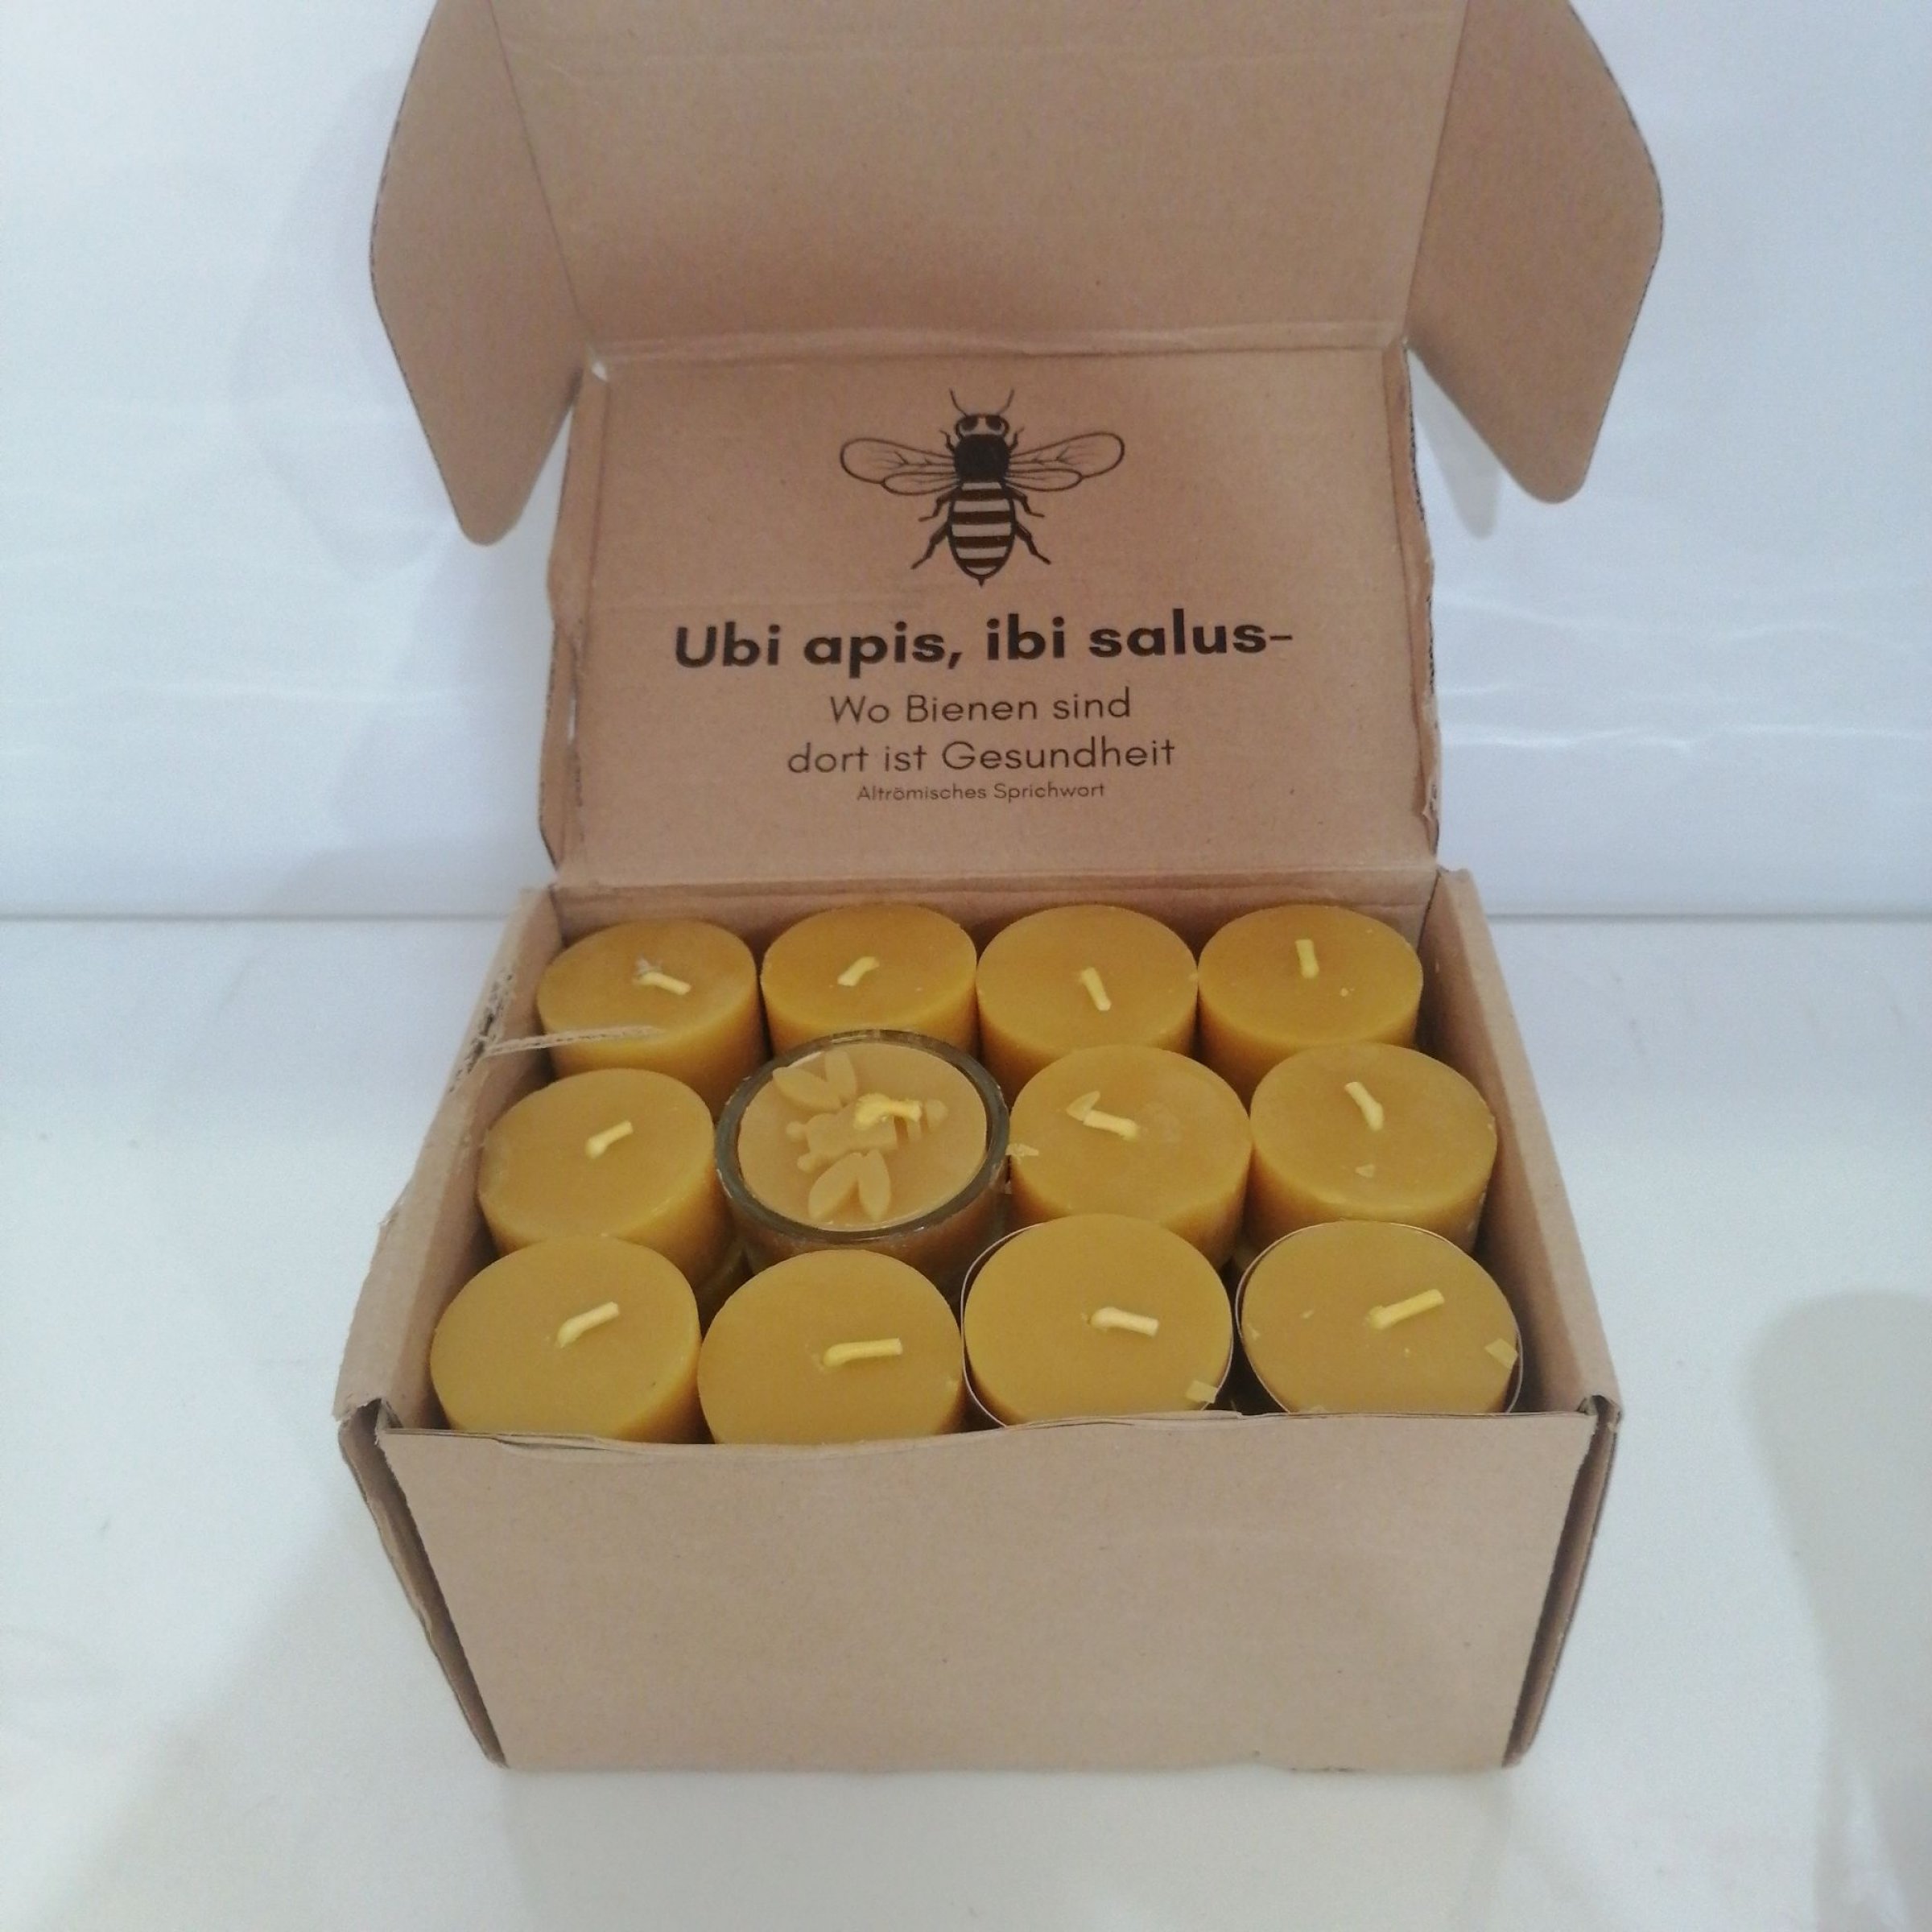 Ubi apis, ibi salus-
Wo Bienen sind
dort ist Gesundheit
Altrömisches Sprichwort